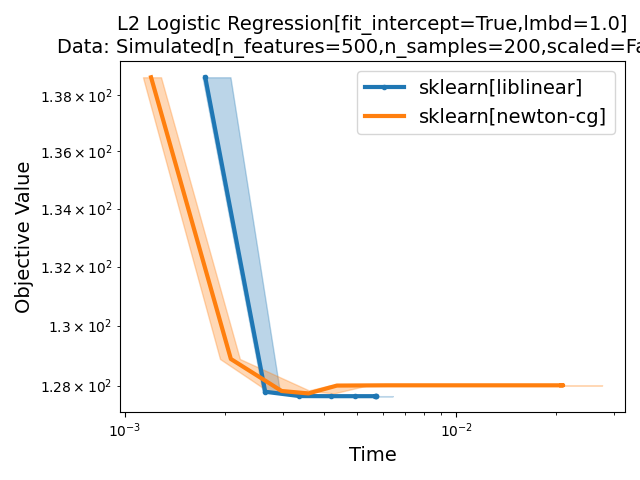 L2 Logistic Regression[fit_intercept=True,lmbd=1.0]
Data: Simulated[n_features=500,n_samples=200,scaled=Fa
sklearn[liblinear]
sklearn[newton-cg]
Objective Value
1.38 × 10²
1.36 × 10²
1.34 × 10²
1.32 × 10²
1.3 × 10²
1.28 × 10²
10⁻³
10⁻²
Time